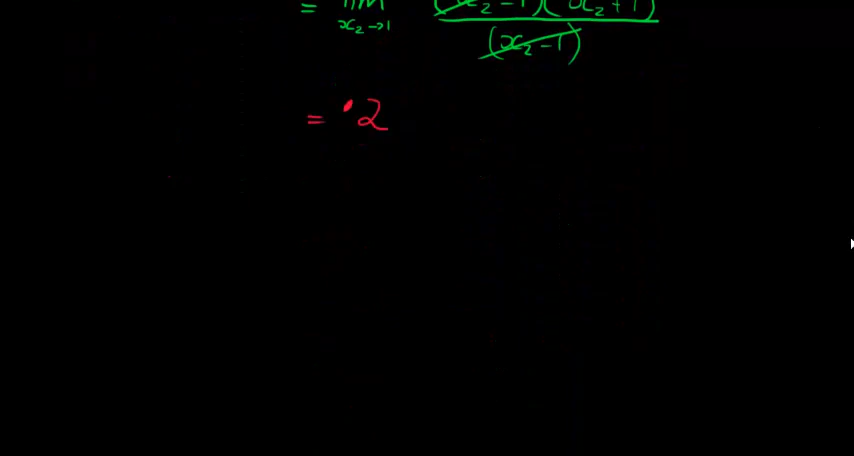 = lim (x₂ - 1)(x₂ + 1)
x₂→1 (x₂ - 1)
= 2